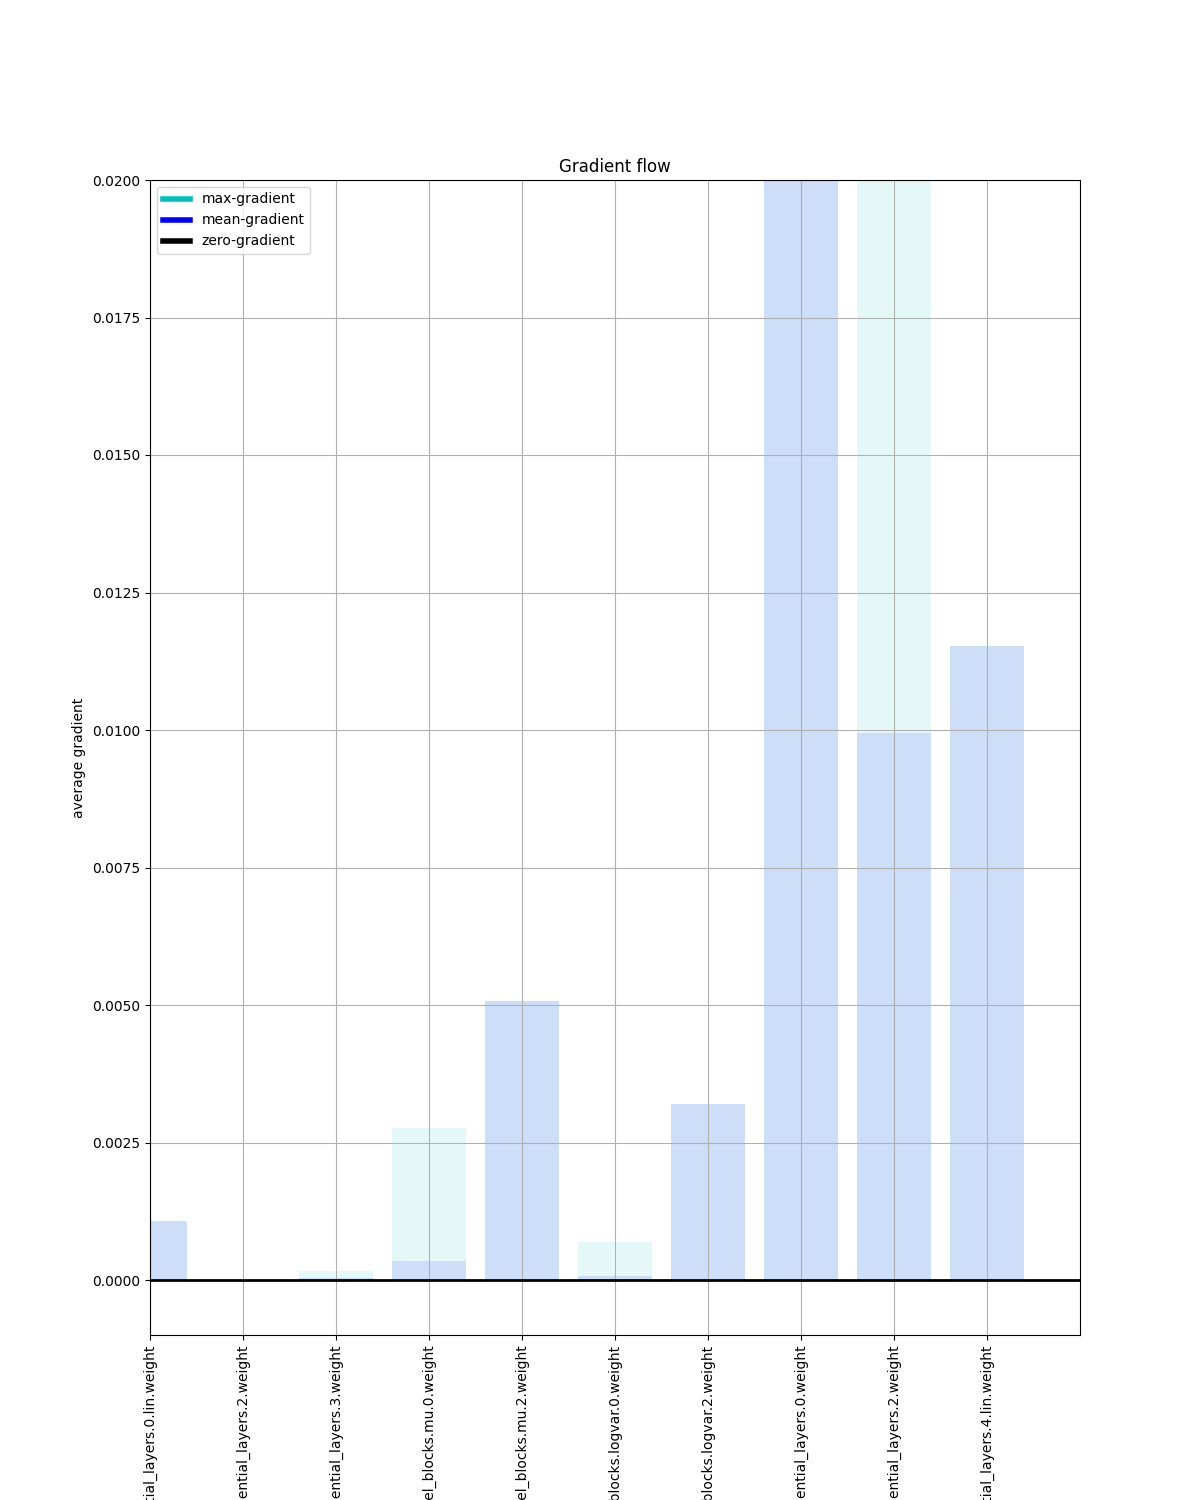 Gradient flow
max-gradient
mean-gradient
zero-gradient
0.0200
0.0175
0.0150
0.0125
0.0100
0.0075
0.0050
0.0025
0.0000
average gradient
tial_layers.0.lin.weight
ential_layers.2.weight
ential_layers.3.weight
el_blocks.mu.0.weight
el_blocks.mu.2.weight
blocks.logvar.0.weight
blocks.logvar.2.weight
ential_layers.0.weight
ential_layers.2.weight
tial_layers.4.lin.weight